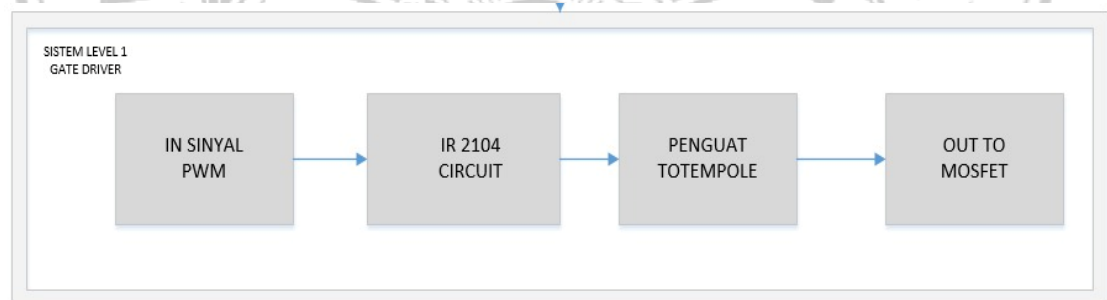 SISTEM LEVEL 1
GATE DRIVER
IN SINYAL
PWM
IR 2104
CIRCUIT
PENGUAT
TOTEMPOLE
OUT TO
MOSFET